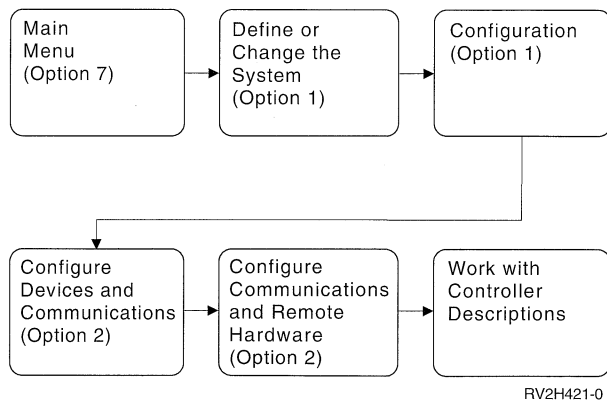 Main
Menu
(Option 7)
Define or
Change the
System
(Option 1)
Configuration
(Option 1)
Configure
Devices and
Communications
(Option 2)
Configure
Communications
and Remote
Hardware
(Option 2)
Work with
Controller
Descriptions
RV2H421-0